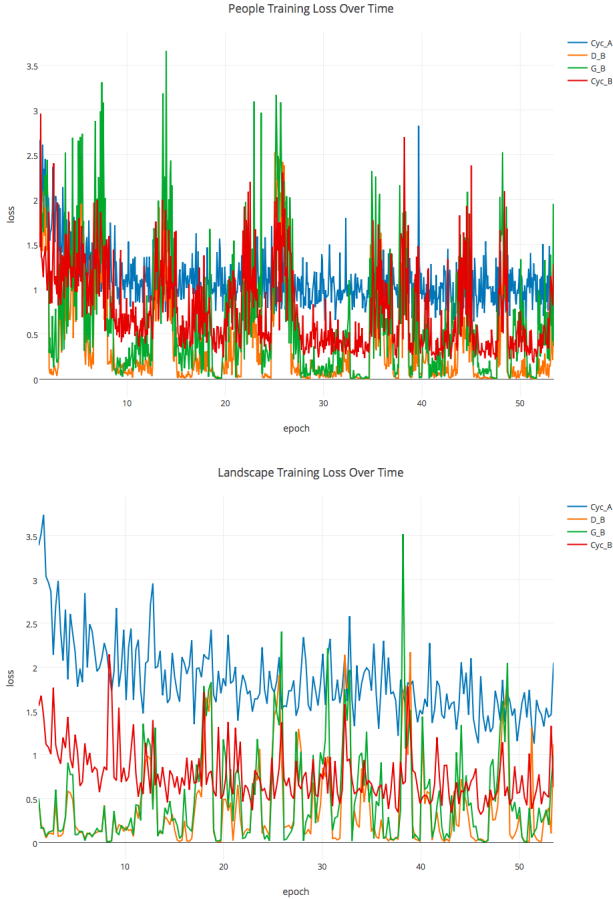 People Training Loss Over Time
Cyc_A
D_B
G_B
Cyc_B
3.5
3
2.5
2
1.5
1
0.5
0
loss
10
20
30
40
50
epoch
Landscape Training Loss Over Time
Cyc_A
D_B
G_B
Cyc_B
3.5
3
2.5
2
1.5
1
0.5
0
loss
10
20
30
40
50
epoch